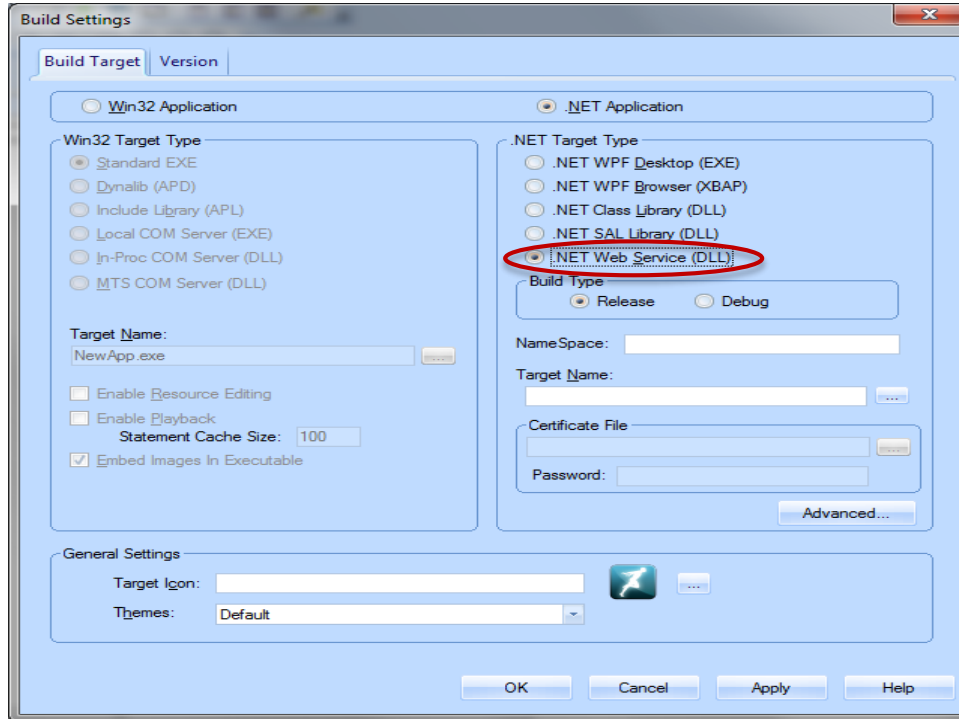 Build Settings
Build Target Version
Win32 Application
.NET Application
Win32 Target Type
Standard EXE
Dynalib (APD)
Include Library (APL)
Local COM Server (EXE)
In-Proc COM Server (DLL)
MTS COM Server (DLL)
Target Name:
NewApp.exe
...
Enable Resource Editing
Enable Playback
Statement Cache Size: 100
Embed Images In Executable
.NET Target Type
.NET WPF Desktop (EXE)
.NET WPF Browser (XBAP)
.NET Class Library (DLL)
.NET SAL Library (DLL)
.NET Web Service (DLL)
Build Type
Release Debug
NameSpace:
Target Name:
...
Certificate File
...
Password:
Advanced...
General Settings
Target Icon:
...
Themes: Default
OK Cancel Apply Help